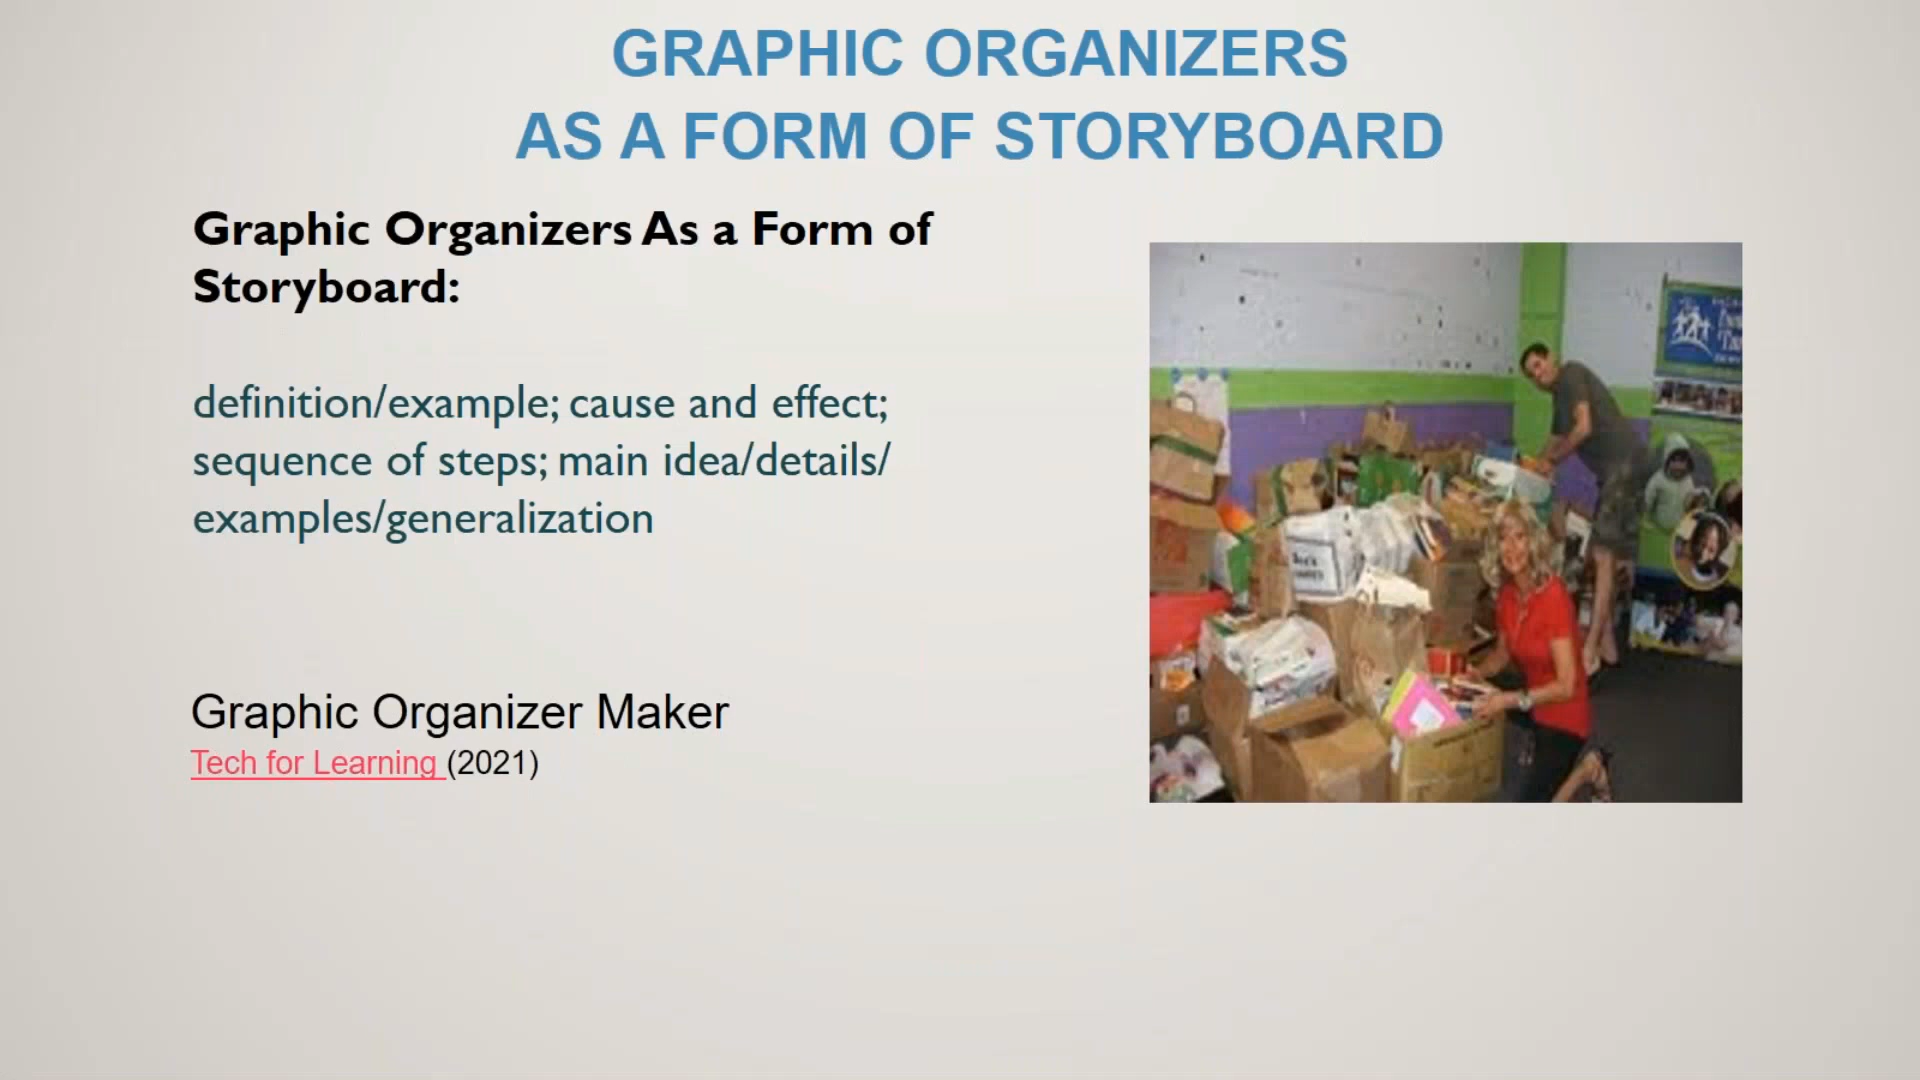 GRAPHIC ORGANIZERS
AS A FORM OF STORYBOARD
Graphic Organizers As a Form of
Storyboard:
definition/example; cause and effect;
sequence of steps; main idea/details/
examples/generalization
Graphic Organizer Maker
Tech for Learning (2021)